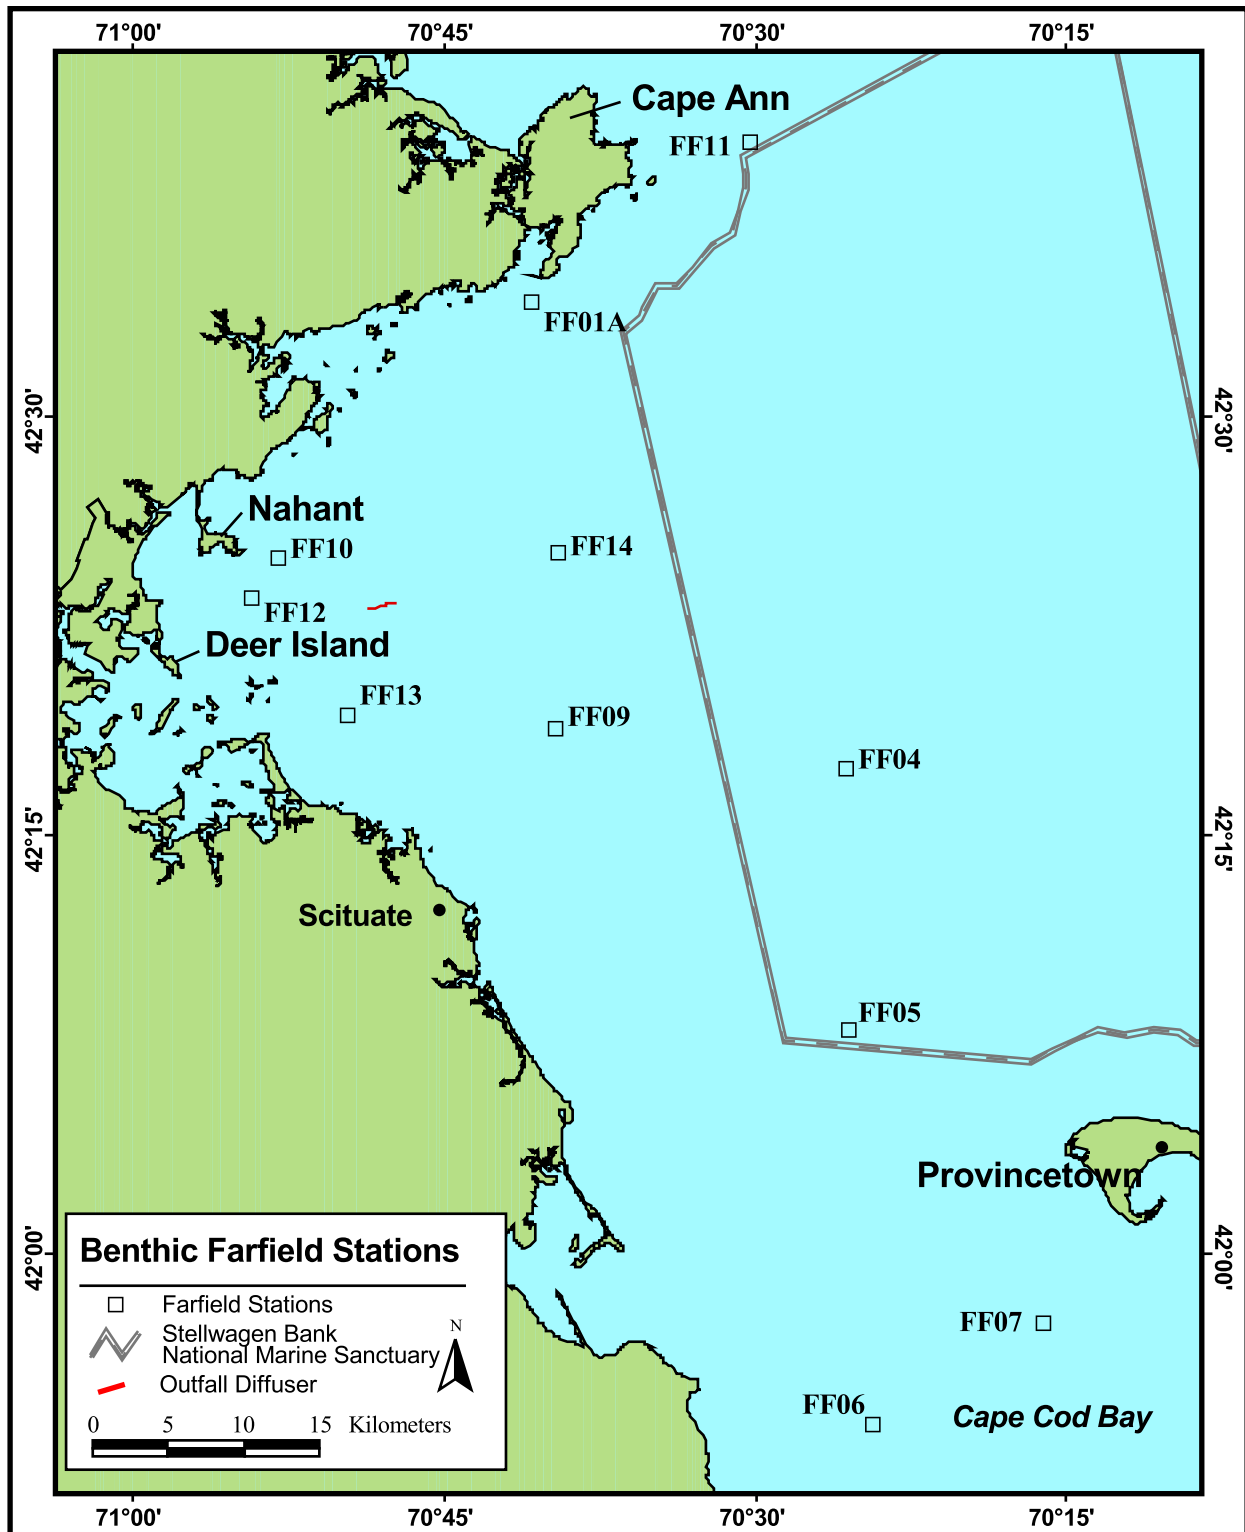 71°00' 70°45' 70°30' 70°15'
Cape Ann
FF11
FF01A
42°30' 42°30'
Nahant
FF10
FF14
FF12
Deer Island
FF13
FF09
FF04
42°15' 42°15'
Scituate
FF05
Provincetown
42°00' 42°00'
Benthic Farfield Stations
Farfield Stations
Stellwagen Bank
National Marine Sanctuary
N
Outfall Diffuser
0 5 10 15 Kilometers
FF07
FF06
Cape Cod Bay
71°00' 70°45' 70°30' 70°15'